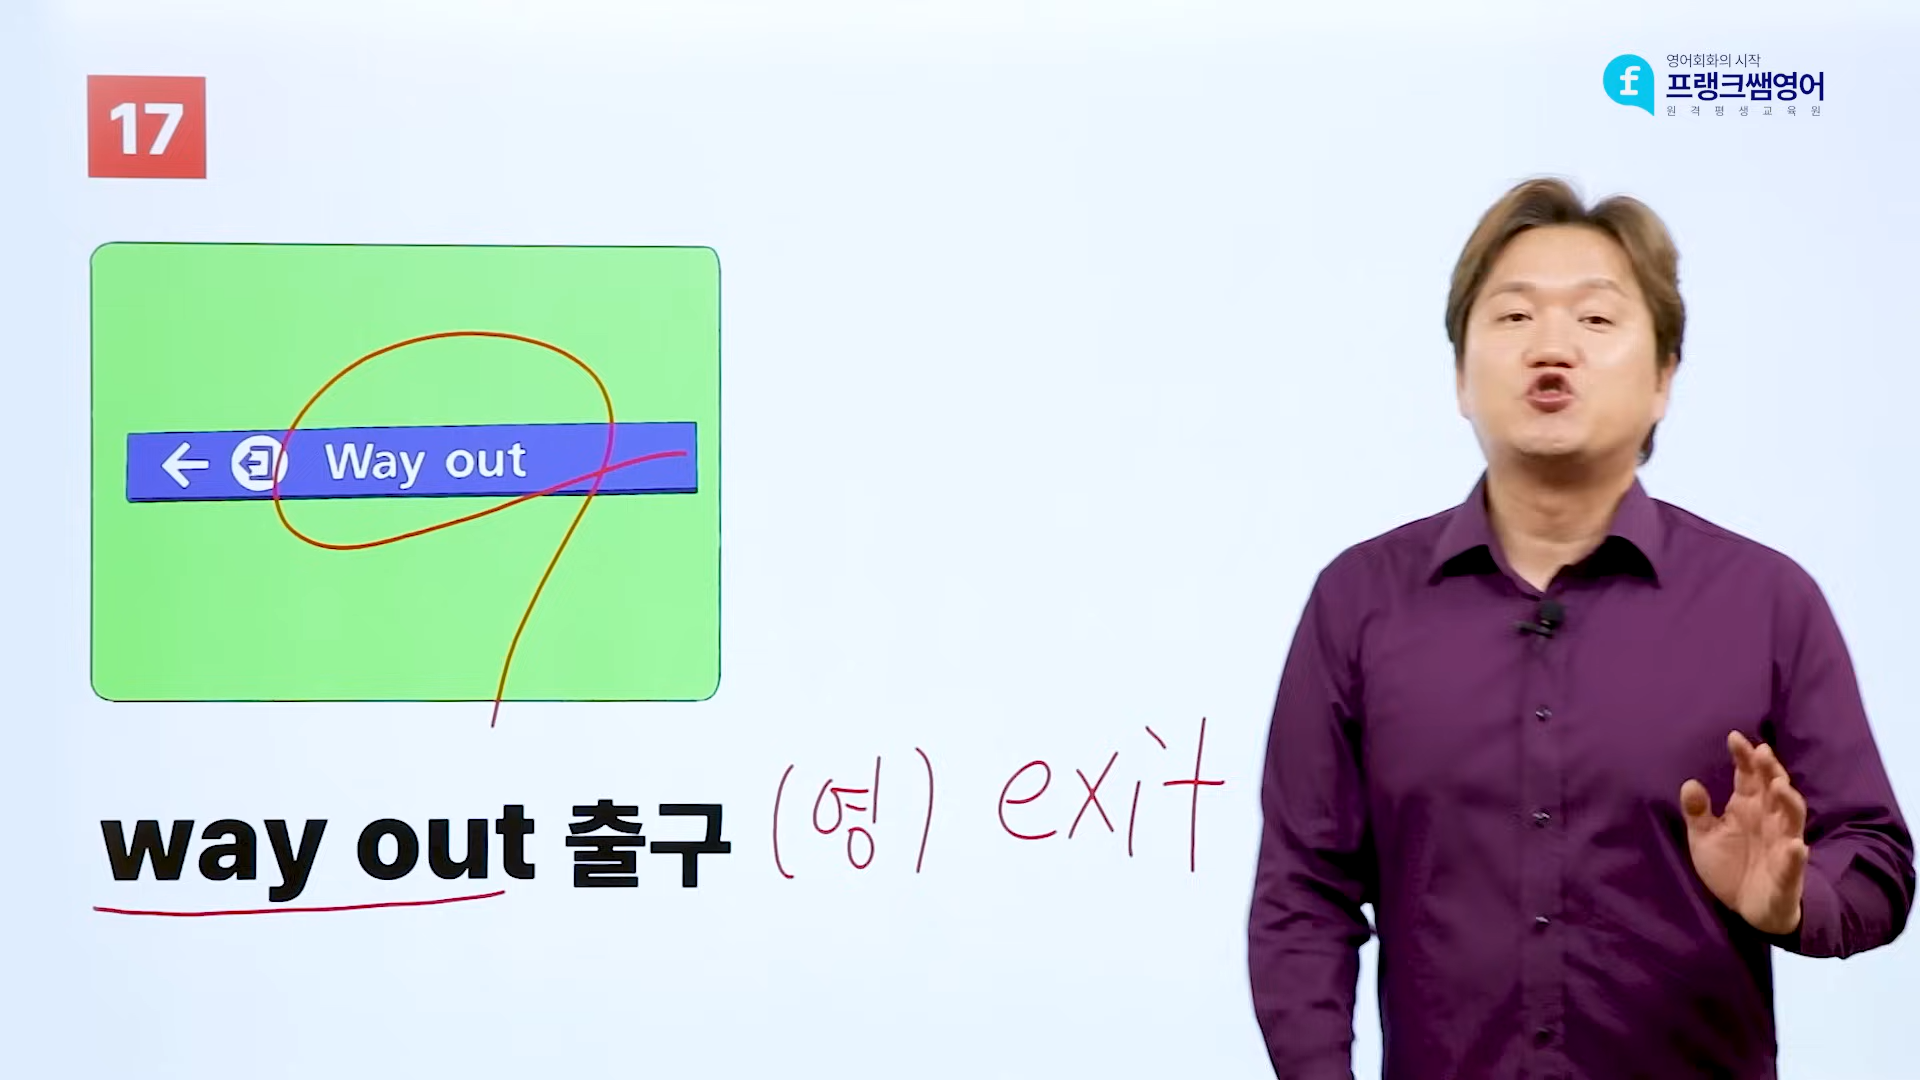 17
영어회화의 시작
프랭크쌤영어
원격평생교육원
Way out
way out 출구 (영) exit